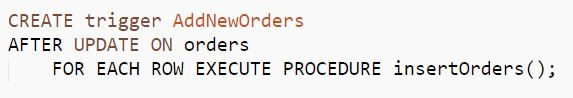 CREATE trigger AddNewOrders
AFTER UPDATE ON orders
FOR EACH ROW EXECUTE PROCEDURE insertOrders();